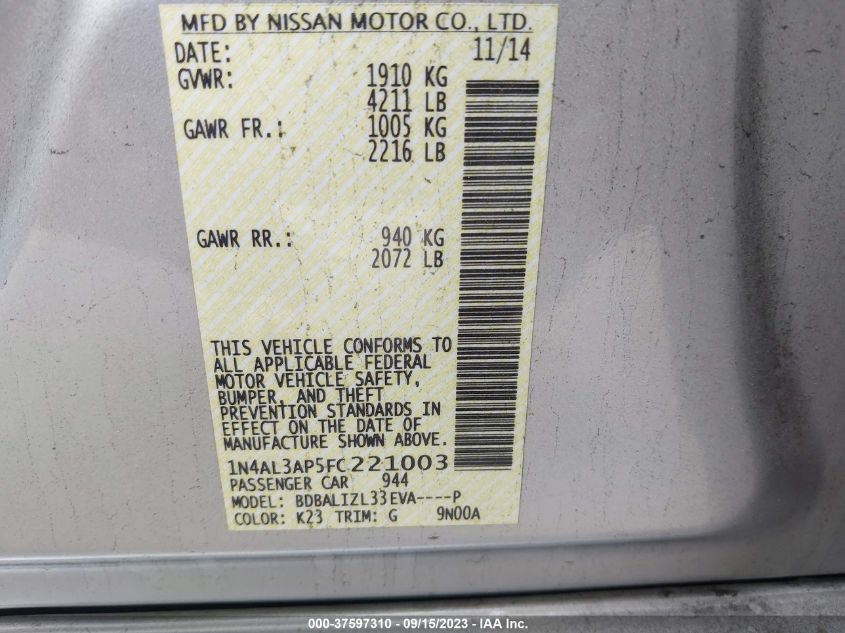 MFD BY NISSAN MOTOR CO., LTD.
DATE: 11/14
GVWR: 1910 KG
4211 LB
GAWR FR.: 1005 KG
2216 LB
GAWR RR.: 940 KG
2072 LB
THIS VEHICLE CONFORMS TO
ALL APPLICABLE FEDERAL
MOTOR VEHICLE SAFETY,
BUMPER, AND THEFT
PREVENTION STANDARDS IN
EFFECT ON THE DATE OF
MANUFACTURE SHOWN ABOVE.
1N4AL3AP5FC221003
PASSENGER CAR 944
MODEL: BDBALIZL33EVA----P
COLOR: K23 TRIM: G 9N00A
000-37597310 - 09/15/2023 - IAA Inc.